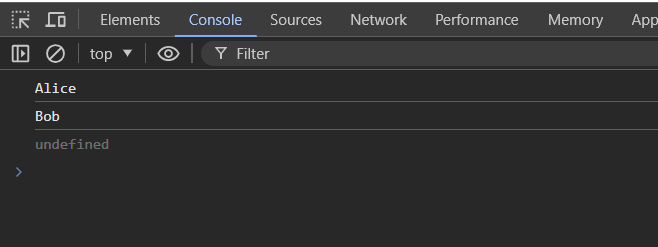 Elements Console Sources Network Performance Memory App
top Filter
Alice
Bob
undefined